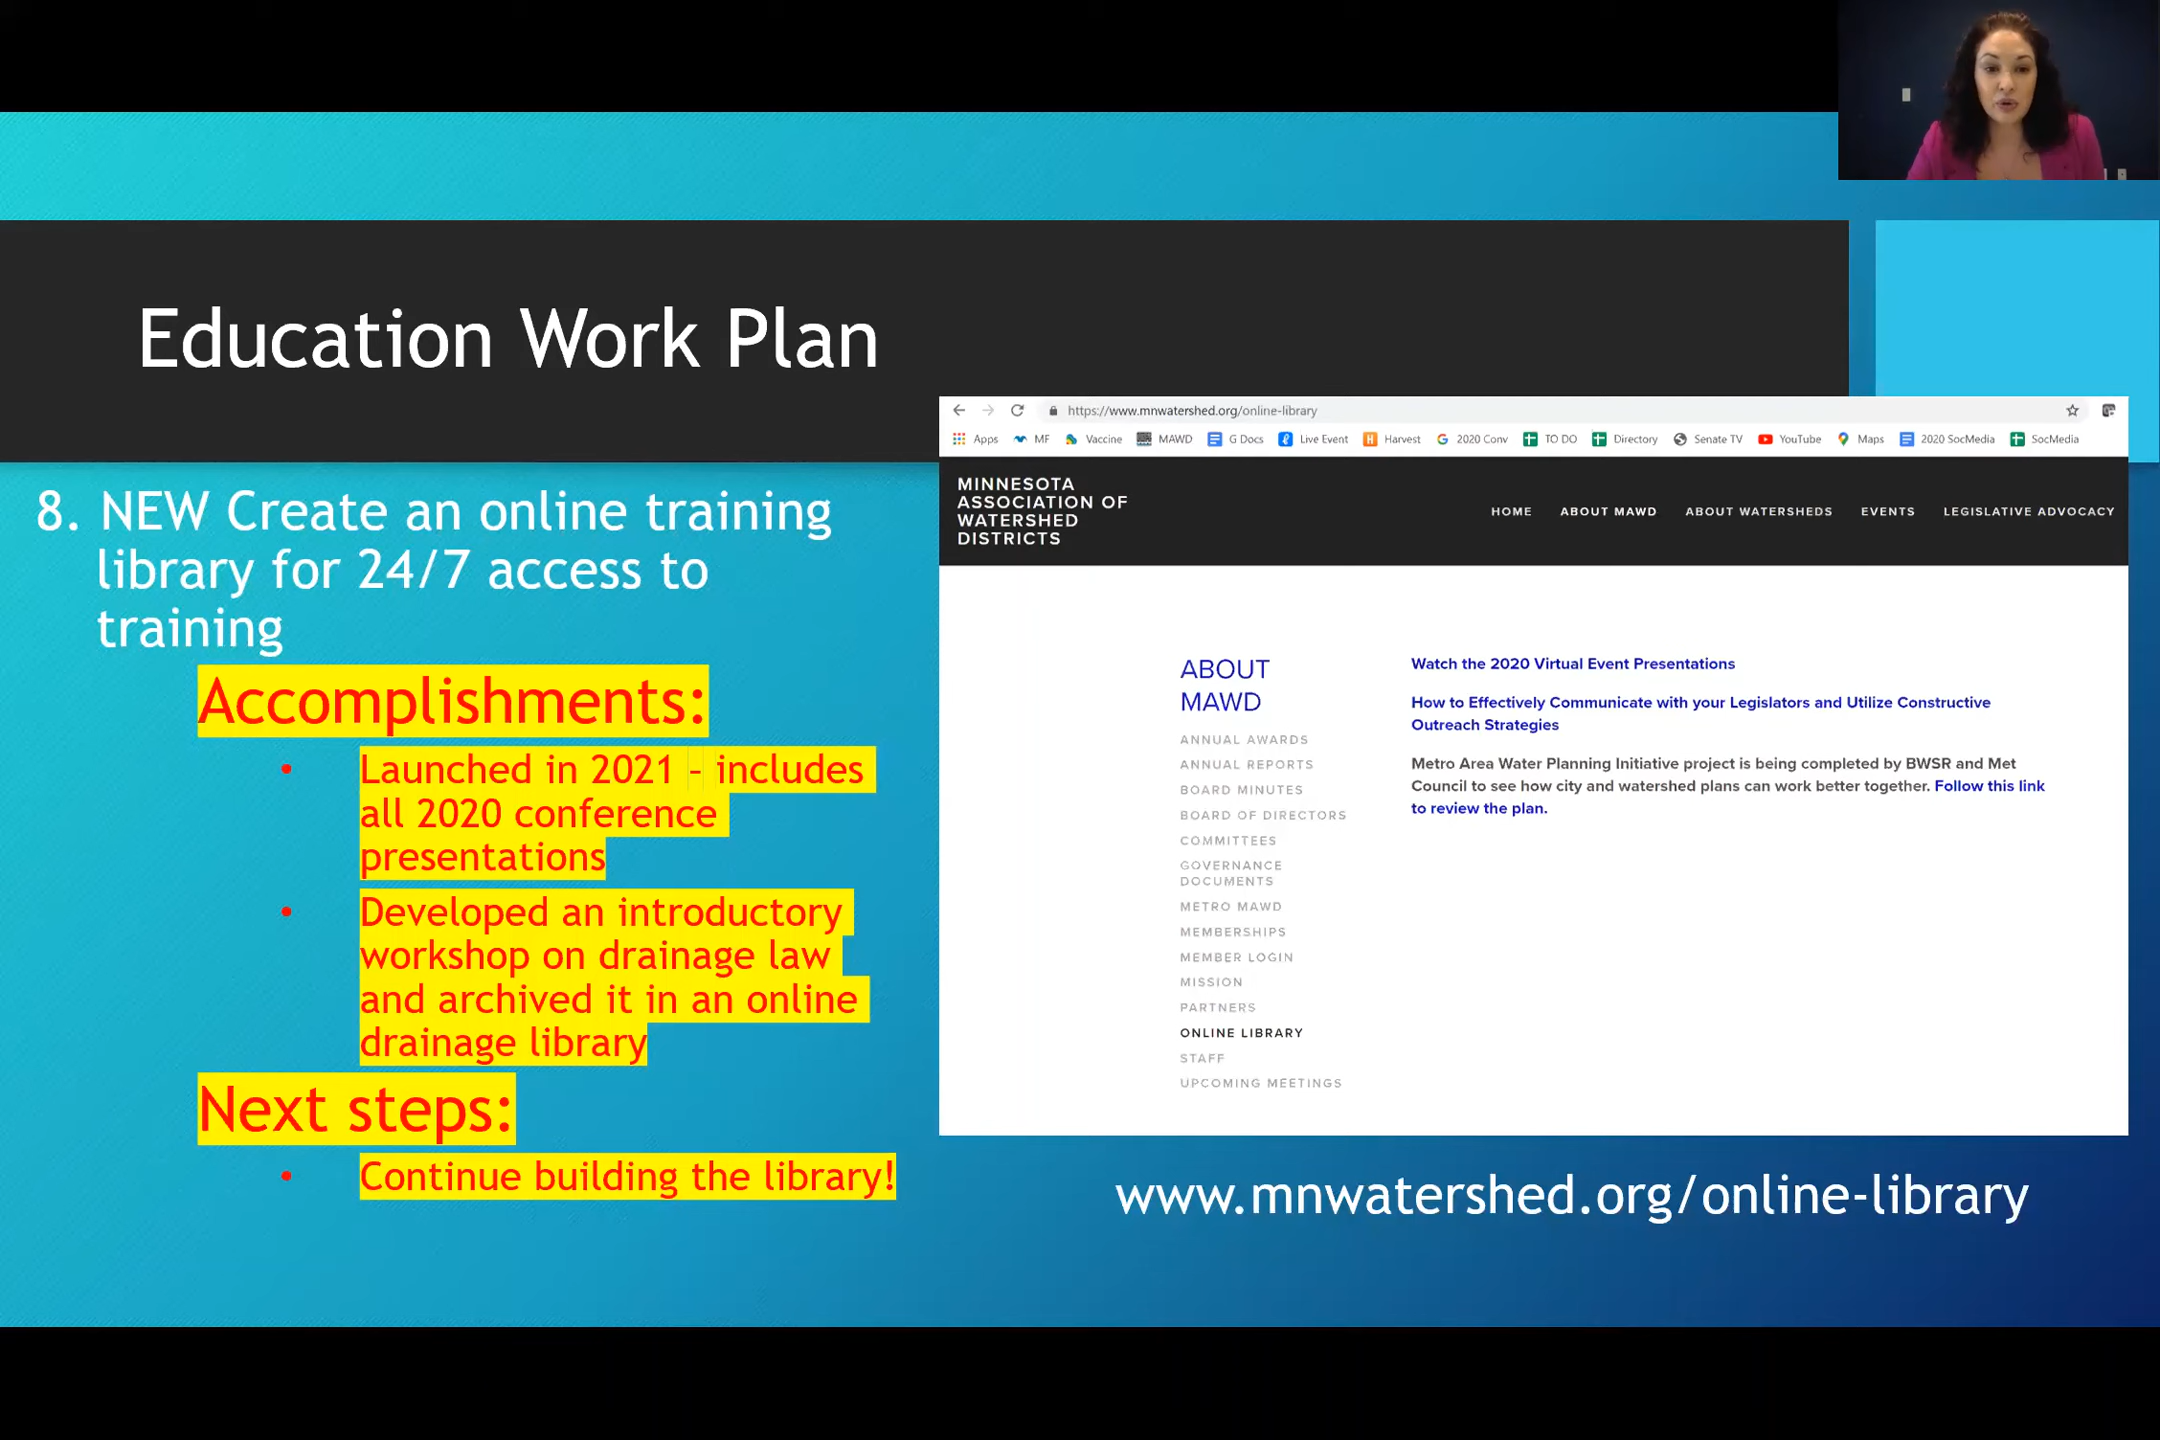 Education Work Plan
8. NEW Create an online training
library for 24/7 access to
training
Accomplishments:
• Launched in 2021 – includes
all 2020 conference
presentations
• Developed an introductory
workshop on drainage law
and archived it in an online
drainage library
Next steps:
• Continue building the library!
https://www.mnwatershed.org/online-library
Apps MF Vaccine MAWD G Docs Live Event Harvest 2020 Conv TO DO Directory Senate TV YouTube Maps 2020 SocMedia SocMedia
MINNESOTA
ASSOCIATION OF
WATERSHED
DISTRICTS
HOME ABOUT MAWD ABOUT WATERSHEDS EVENTS LEGISLATIVE ADVOCACY
ABOUT
MAWD
ANNUAL AWARDS
ANNUAL REPORTS
BOARD MINUTES
BOARD OF DIRECTORS
COMMITTEES
GOVERNANCE
DOCUMENTS
METRO MAWD
MEMBERSHIPS
MEMBER LOGIN
MISSION
PARTNERS
ONLINE LIBRARY
STAFF
UPCOMING MEETINGS
Watch the 2020 Virtual Event Presentations
How to Effectively Communicate with your Legislators and Utilize Constructive
Outreach Strategies
Metro Area Water Planning Initiative project is being completed by BWSR and Met
Council to see how city and watershed plans can work better together. Follow this link
to review the plan.
www.mnwatershed.org/online-library